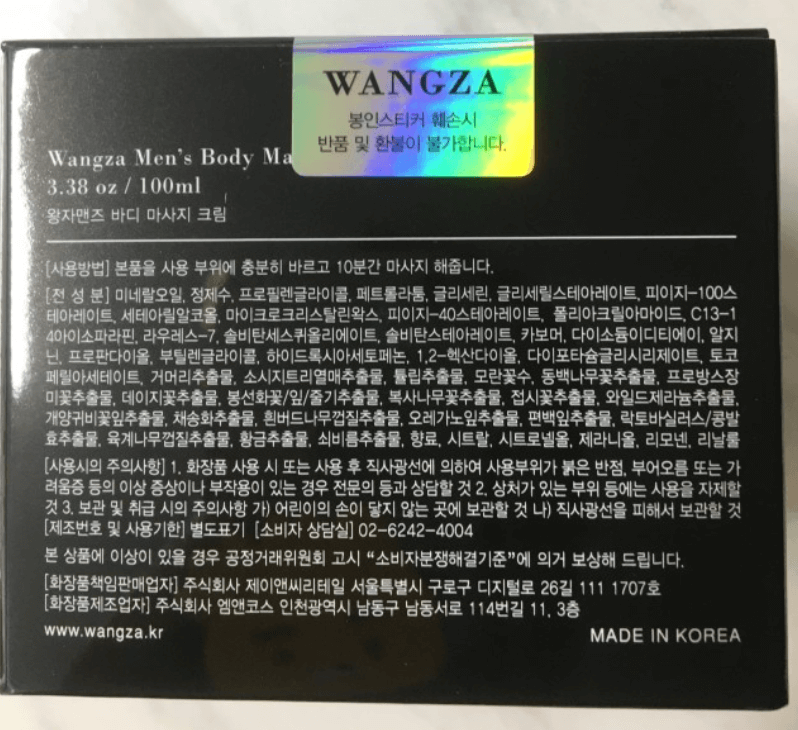 WANGZA
봉인스티커 훼손시
반품 및 환불이 불가합니다.
Wangza Men's Body Ma
3.38 oz / 100ml
왕자맨즈 바디 마사지 크림
[사용방법] 본품을 사용 부위에 충분히 바르고 10분간 마사지 해줍니다.
[전 성 분] 미네랄오일, 정제수, 프로필렌글라이콜, 페트롤라툼, 글리세린, 글리세릴스테아레이트, 피이지-100스
테아레이트, 세테아릴알코올, 마이크로크리스탈린왁스, 피이지-40스테아레이트, 폴리아크릴아마이드, C13-1
4아이소파라핀, 라우레스-7, 솔비탄세스퀴올리에이트, 솔비탄스테아레이트, 카보머, 다이소듐이디티에이, 알지
닌, 프로판다이올, 부틸렌글라이콜, 하이드록시아세토페논, 1,2-헥산다이올, 다이포타슘글리시리제이트, 토코
페릴아세테이트, 거머리추출물, 소시지트리열매추출물, 튤립추출물, 모란꽃수, 동백나무꽃추출물, 프로방스장
미꽃추출물, 데이지꽃추출물, 봉선화꽃/잎/줄기추출물, 복사나무꽃추출물, 접시꽃추출물, 와일드제라늄추출물,
개양귀비꽃잎추출물, 채송화추출물, 흰버드나무껍질추출물, 오레가노잎추출물, 편백잎추출물, 락토바실러스/콩발
효추출물, 육계나무껍질추출물, 황금추출물, 쇠비름추출물, 향료, 시트랄, 시트로넬올, 제라니올, 리모넨, 리날룰
[사용시의 주의사항] 1. 화장품 사용 시 또는 사용 후 직사광선에 의하여 사용부위가 붉은 반점, 부어오름 또는 가
려움증 등의 이상 증상이나 부작용이 있는 경우 전문의 등과 상담할 것 2. 상처가 있는 부위 등에는 사용을 자제할
것 3. 보관 및 취급 시의 주의사항 가) 어린이의 손이 닿지 않는 곳에 보관할 것 나) 직사광선을 피해서 보관할 것
[제조번호 및 사용기한] 별도표기 [소비자 상담실] 02-6242-4004
본 상품에 이상이 있을 경우 공정거래위원회 고시 “소비자분쟁해결기준”에 의거 보상해 드립니다.
[화장품책임판매업자] 주식회사 제이앤씨리테일 서울특별시 구로구 디지털로 26길 111 1707호
[화장품제조업자] 주식회사 엠앤코스 인천광역시 남동구 남동서로 114번길 11, 3층
www.wangza.kr
MADE IN KOREA